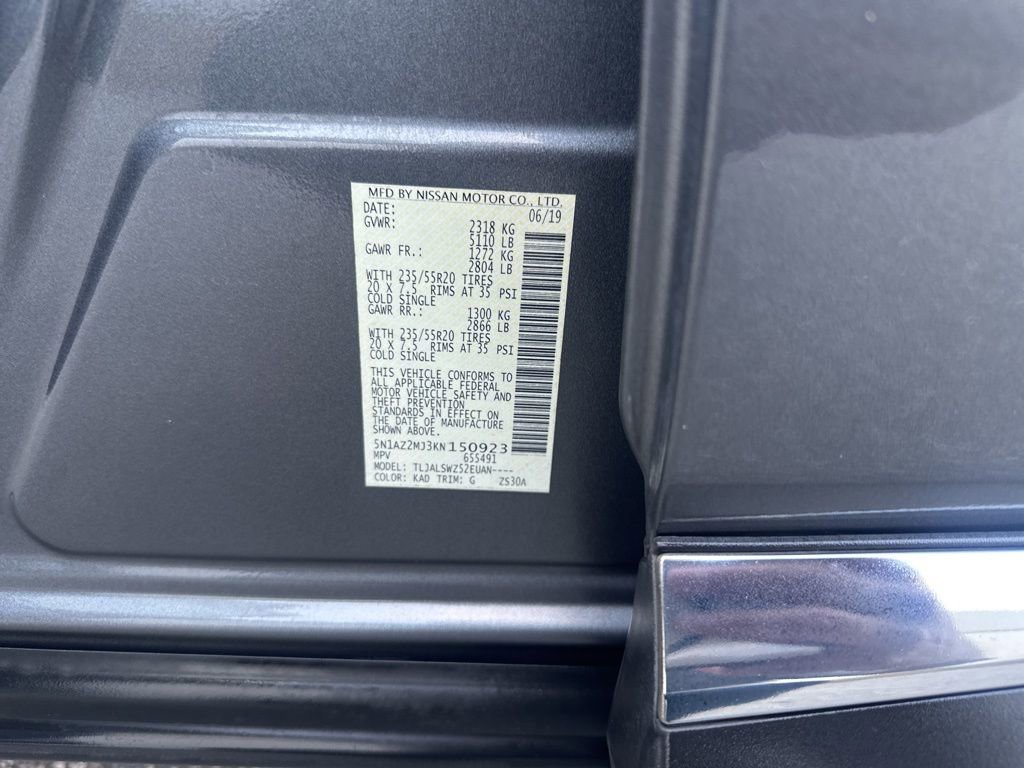 MFD BY NISSAN MOTOR CO., LTD.
DATE: 06/19
GVWR: 2318 KG
5110 LB
GAWR FR.: 1272 KG
2804 LB
WITH 235/55R20 TIRES
20 X 7.5 RIMS AT 35 PSI
COLD SINGLE
GAWR RR.: 1300 KG
2866 LB
WITH 235/55R20 TIRES
20 X 7.5 RIMS AT 35 PSI
COLD SINGLE
THIS VEHICLE CONFORMS TO
ALL APPLICABLE FEDERAL
MOTOR VEHICLE SAFETY AND
THEFT PREVENTION
STANDARDS IN EFFECT ON
THE DATE OF MANUFACTURE
SHOWN ABOVE.
5N1AZ2MJ3KN150923
MPV 655491
MODEL: TLJALSWZ52EUAN----
COLOR: KAD TRIM: G ZS30A